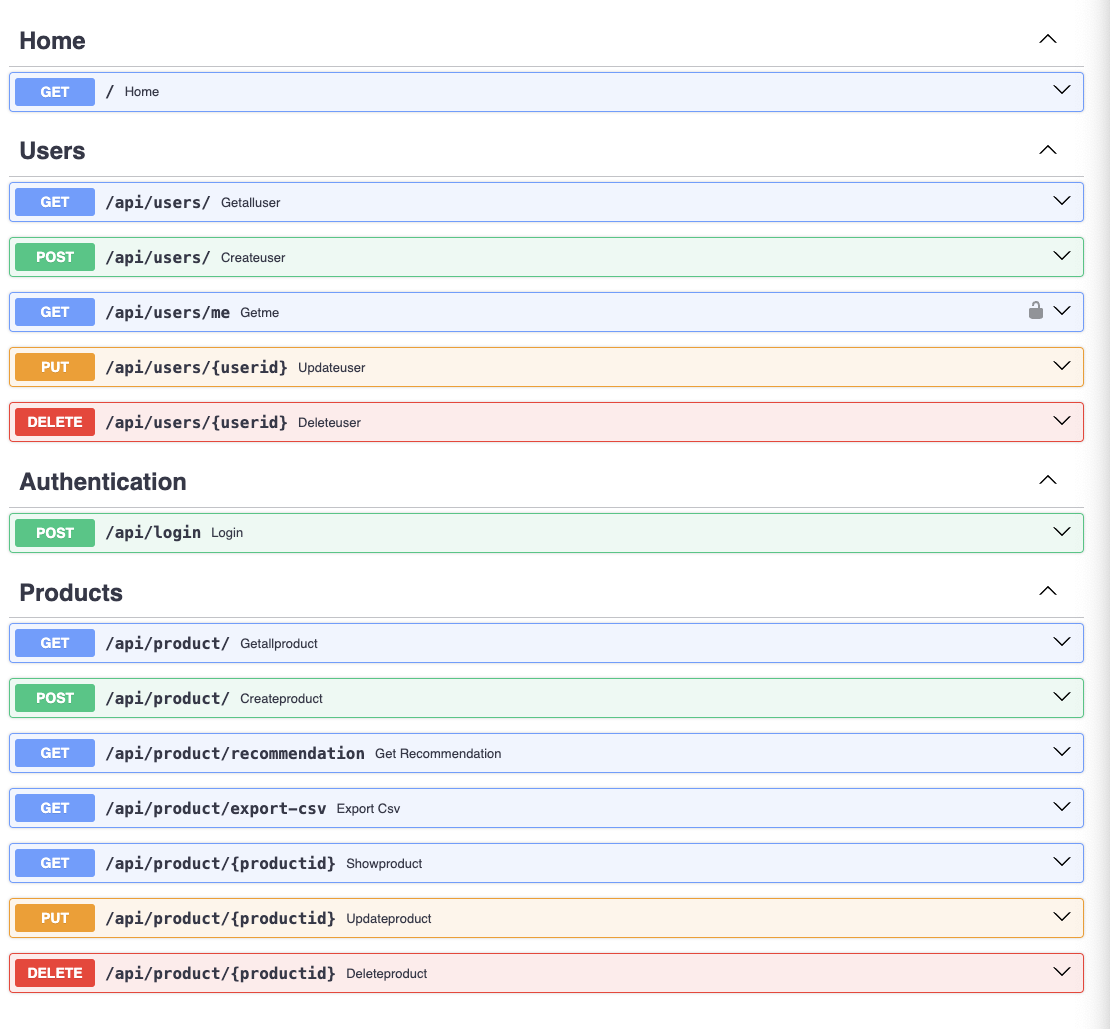 Home
GET / Home
Users
GET /api/users/ Getalluser
POST /api/users/ Createuser
GET /api/users/me Getme
PUT /api/users/{userid} Updateuser
DELETE /api/users/{userid} Deleteuser
Authentication
POST /api/login Login
Products
GET /api/product/ Getallproduct
POST /api/product/ Createproduct
GET /api/product/recommendation Get Recommendation
GET /api/product/export-csv Export Csv
GET /api/product/{productid} Showproduct
PUT /api/product/{productid} Updateproduct
DELETE /api/product/{productid} Deleteproduct